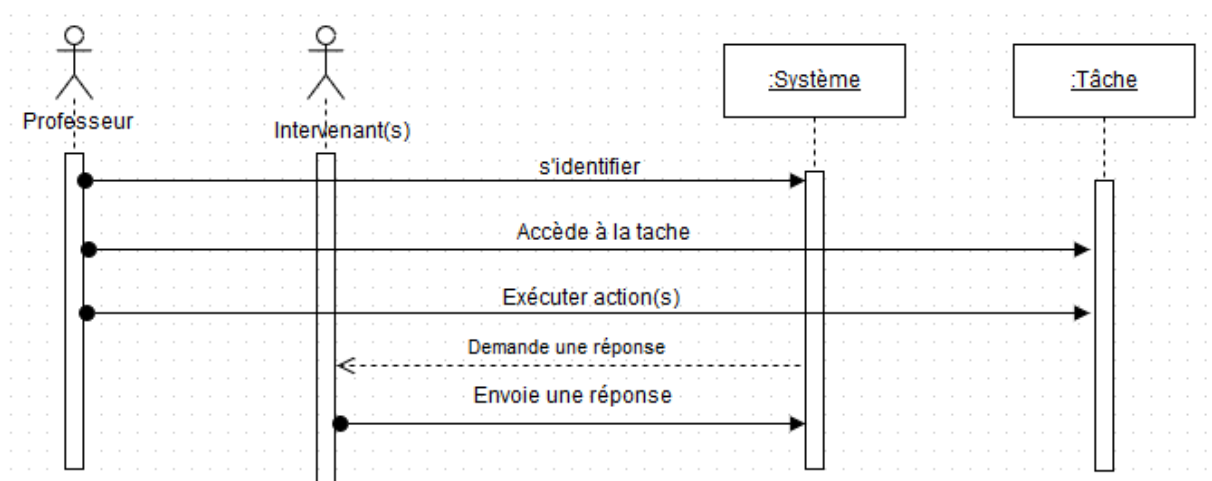 :Système
:Tâche
Professeur
Intervenant(s)
s'identifier
Accède à la tache
Exécuter action(s)
Demande une réponse
Envoie une réponse